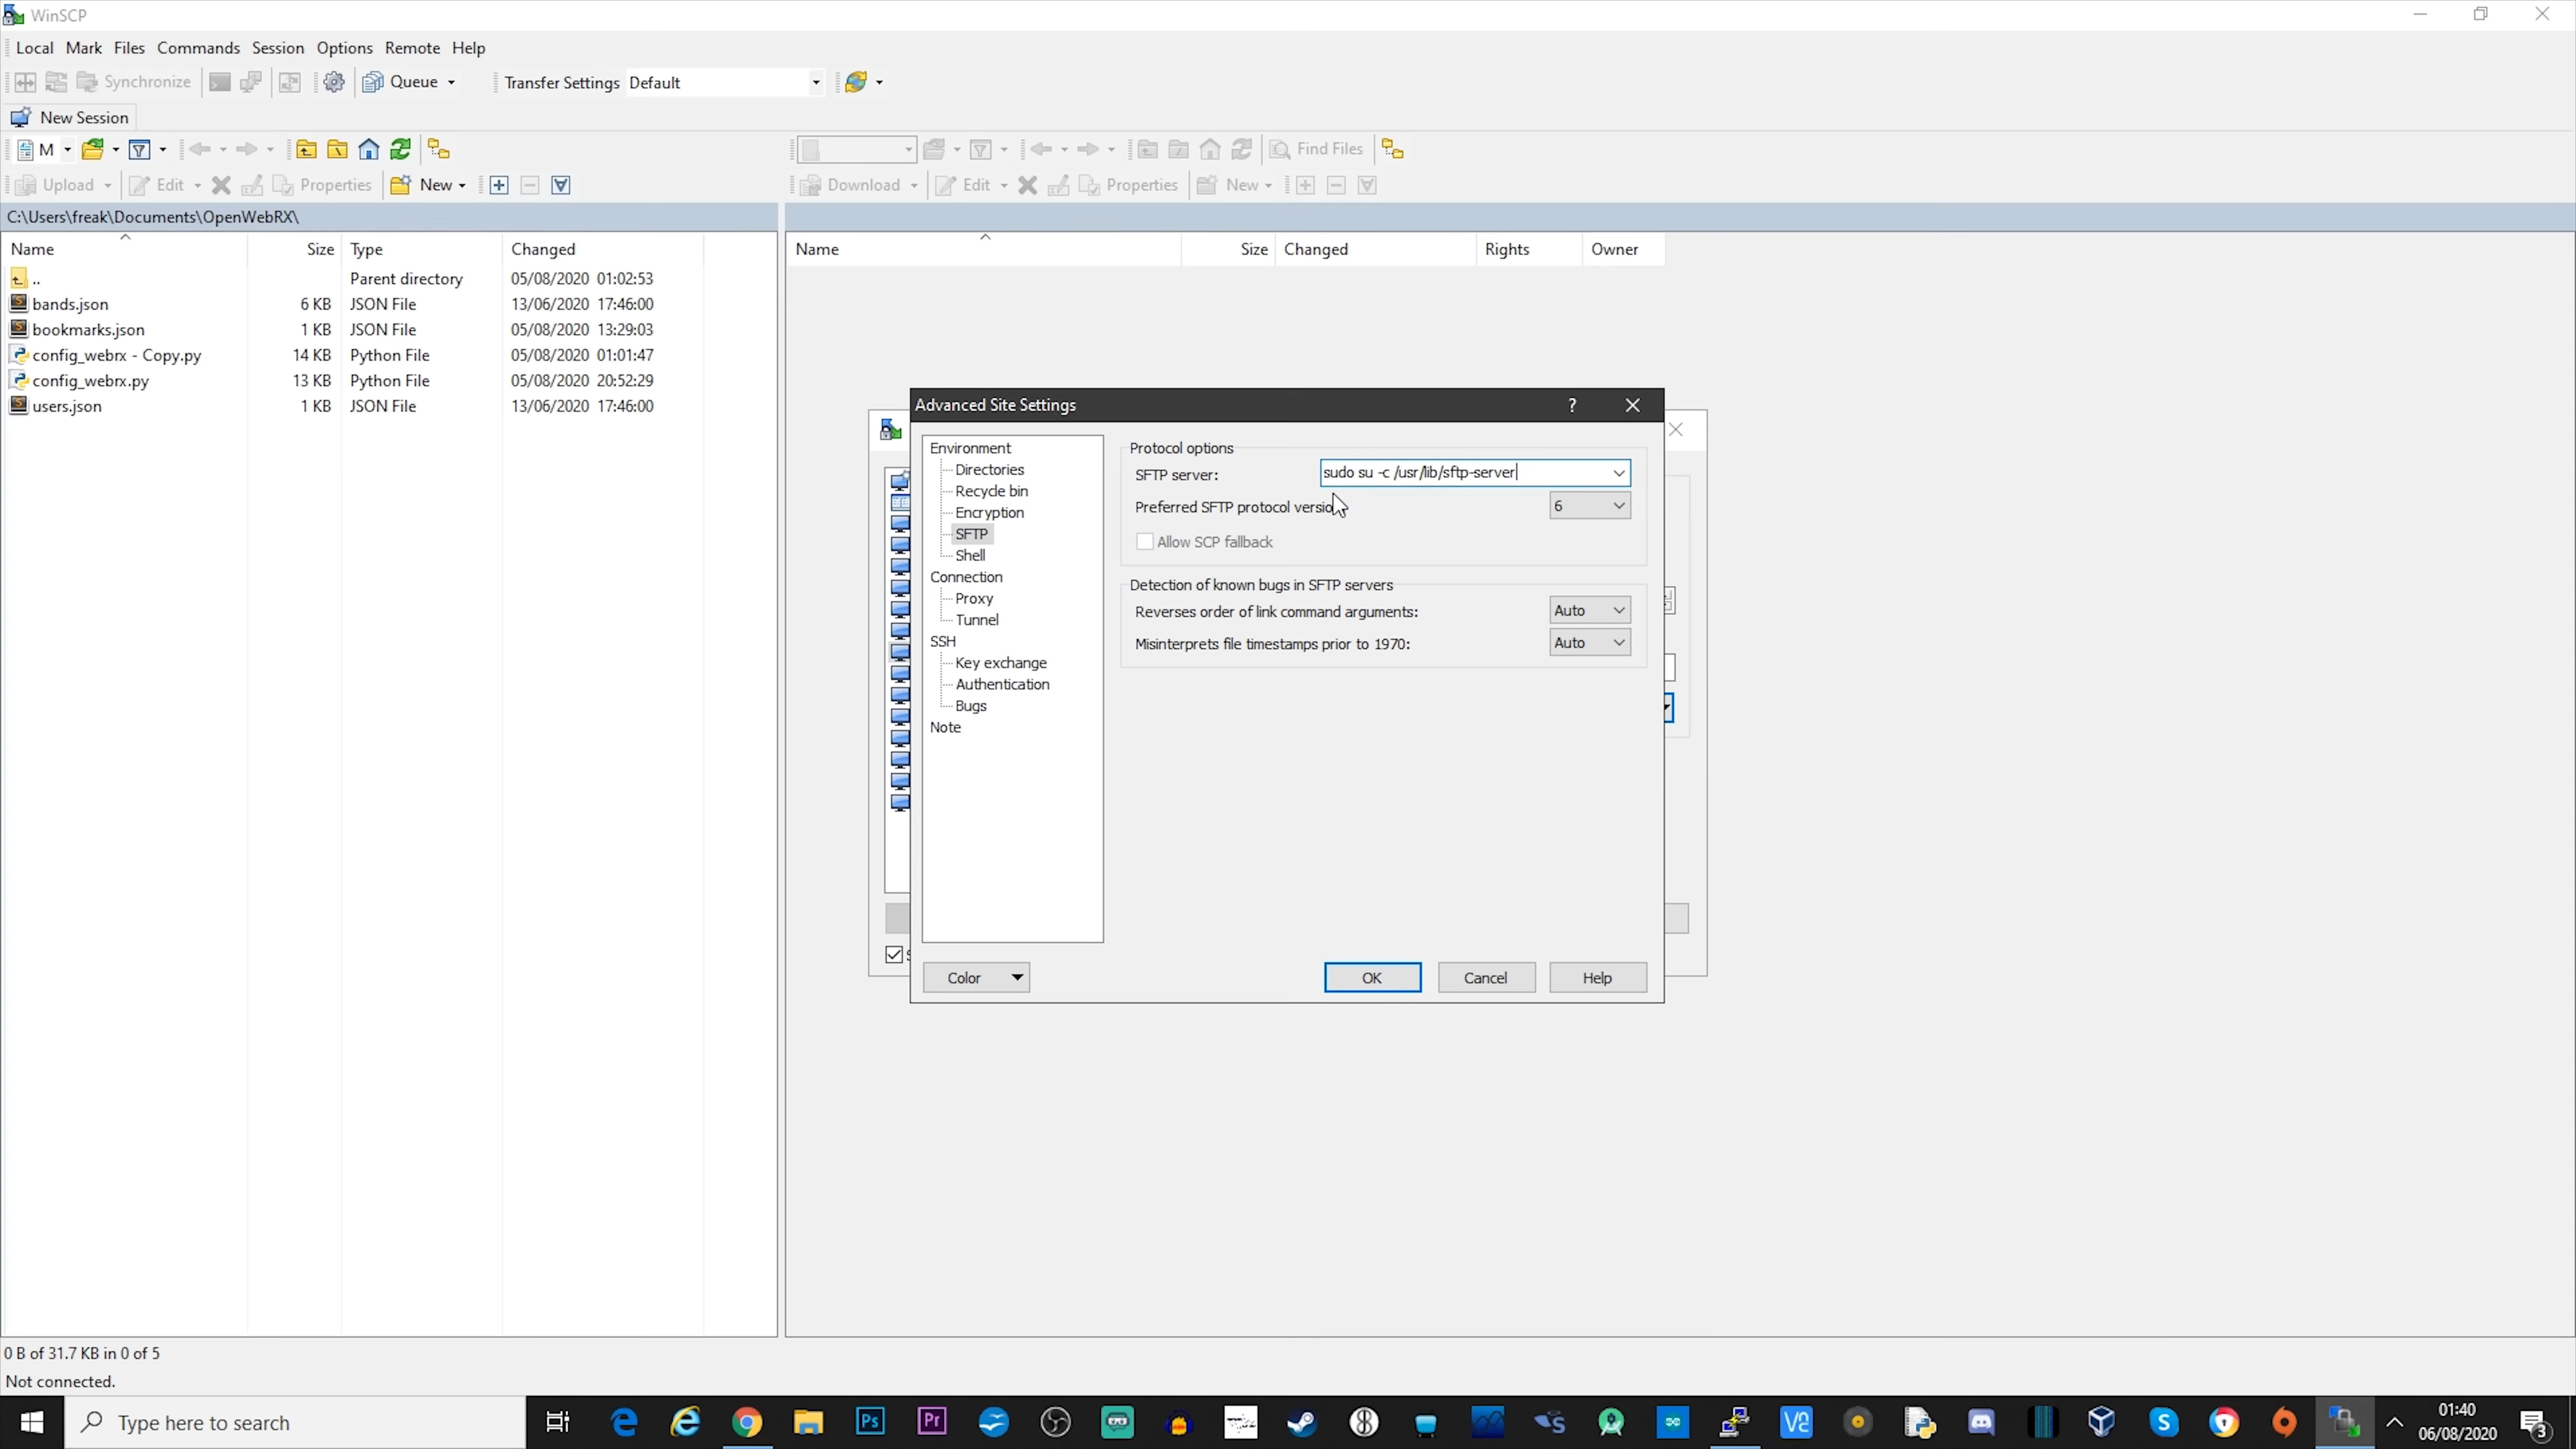 WinSCP
Local Mark Files Commands Session Options Remote Help
Synchronize Queue Transfer Settings Default
New Session
M Find Files
Upload Edit Properties New Download Edit Properties New
C:\Users\freak\Documents\OpenWebRX\
Name Size Type Changed Name Size Changed Rights Owner
.. Parent directory 05/08/2020 01:02:53
bands.json 6 KB JSON File 13/06/2020 17:46:00
bookmarks.json 1 KB JSON File 05/08/2020 13:29:03
config_webrx - Copy.py 14 KB Python File 05/08/2020 01:01:47
config_webrx.py 13 KB Python File 05/08/2020 20:52:29
users.json 1 KB JSON File 13/06/2020 17:46:00
Advanced Site Settings ?
Environment
Directories
Recycle bin
Encryption
SFTP
Shell
Connection
Proxy
Tunnel
SSH
Key exchange
Authentication
Bugs
Note
Protocol options
SFTP server: sudo su -c /usr/lib/sftp-server
Preferred SFTP protocol versio 6
Allow SCP fallback
Detection of known bugs in SFTP servers
Reverses order of link command arguments: Auto
Misinterprets file timestamps prior to 1970: Auto
Color OK Cancel Help
0 B of 31.7 KB in 0 of 5
Not connected.
Type here to search
Ps Pr
01:40
06/08/2020
3